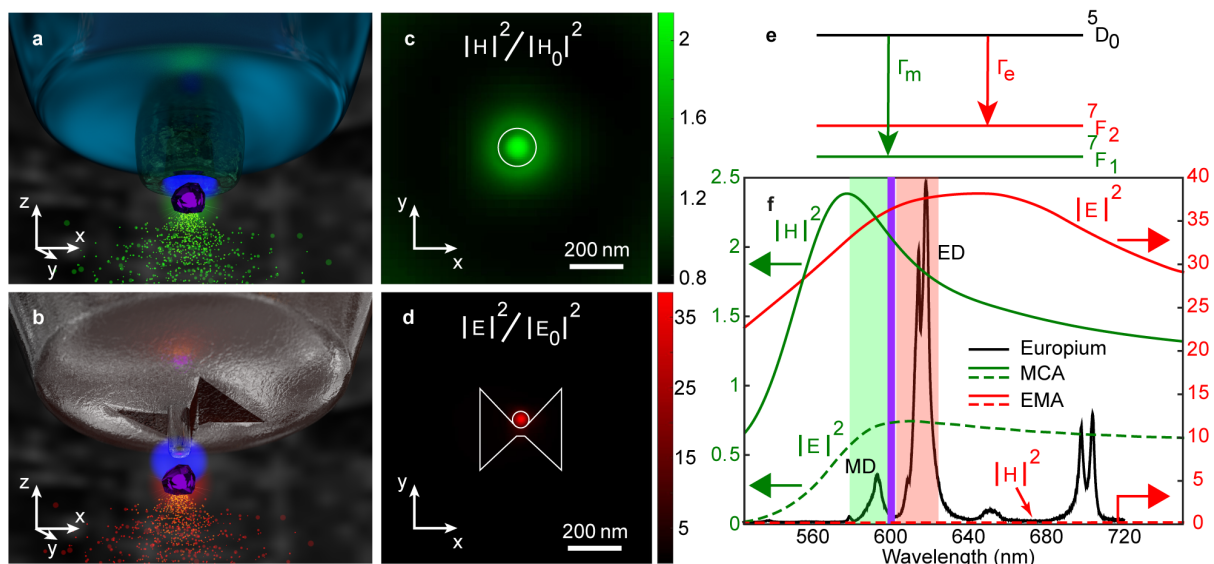 a
z
x
y
b
z
x
y
c
|H|²/|H₀|²
y
x
200 nm
2
1.6
1.2
0.8
d
|E|²/|E₀|²
y
x
200 nm
35
25
15
5
e
⁵D₀
Γm
Γe
⁷F₂
⁷F₁
f
2.5
2
1.5
1
0.5
0
40
35
30
25
20
15
10
5
0
|H|²
|E|²
ED
Europium
MCA
EMA
|E|²
MD
|H|²
560
600
640
680
720
Wavelength (nm)